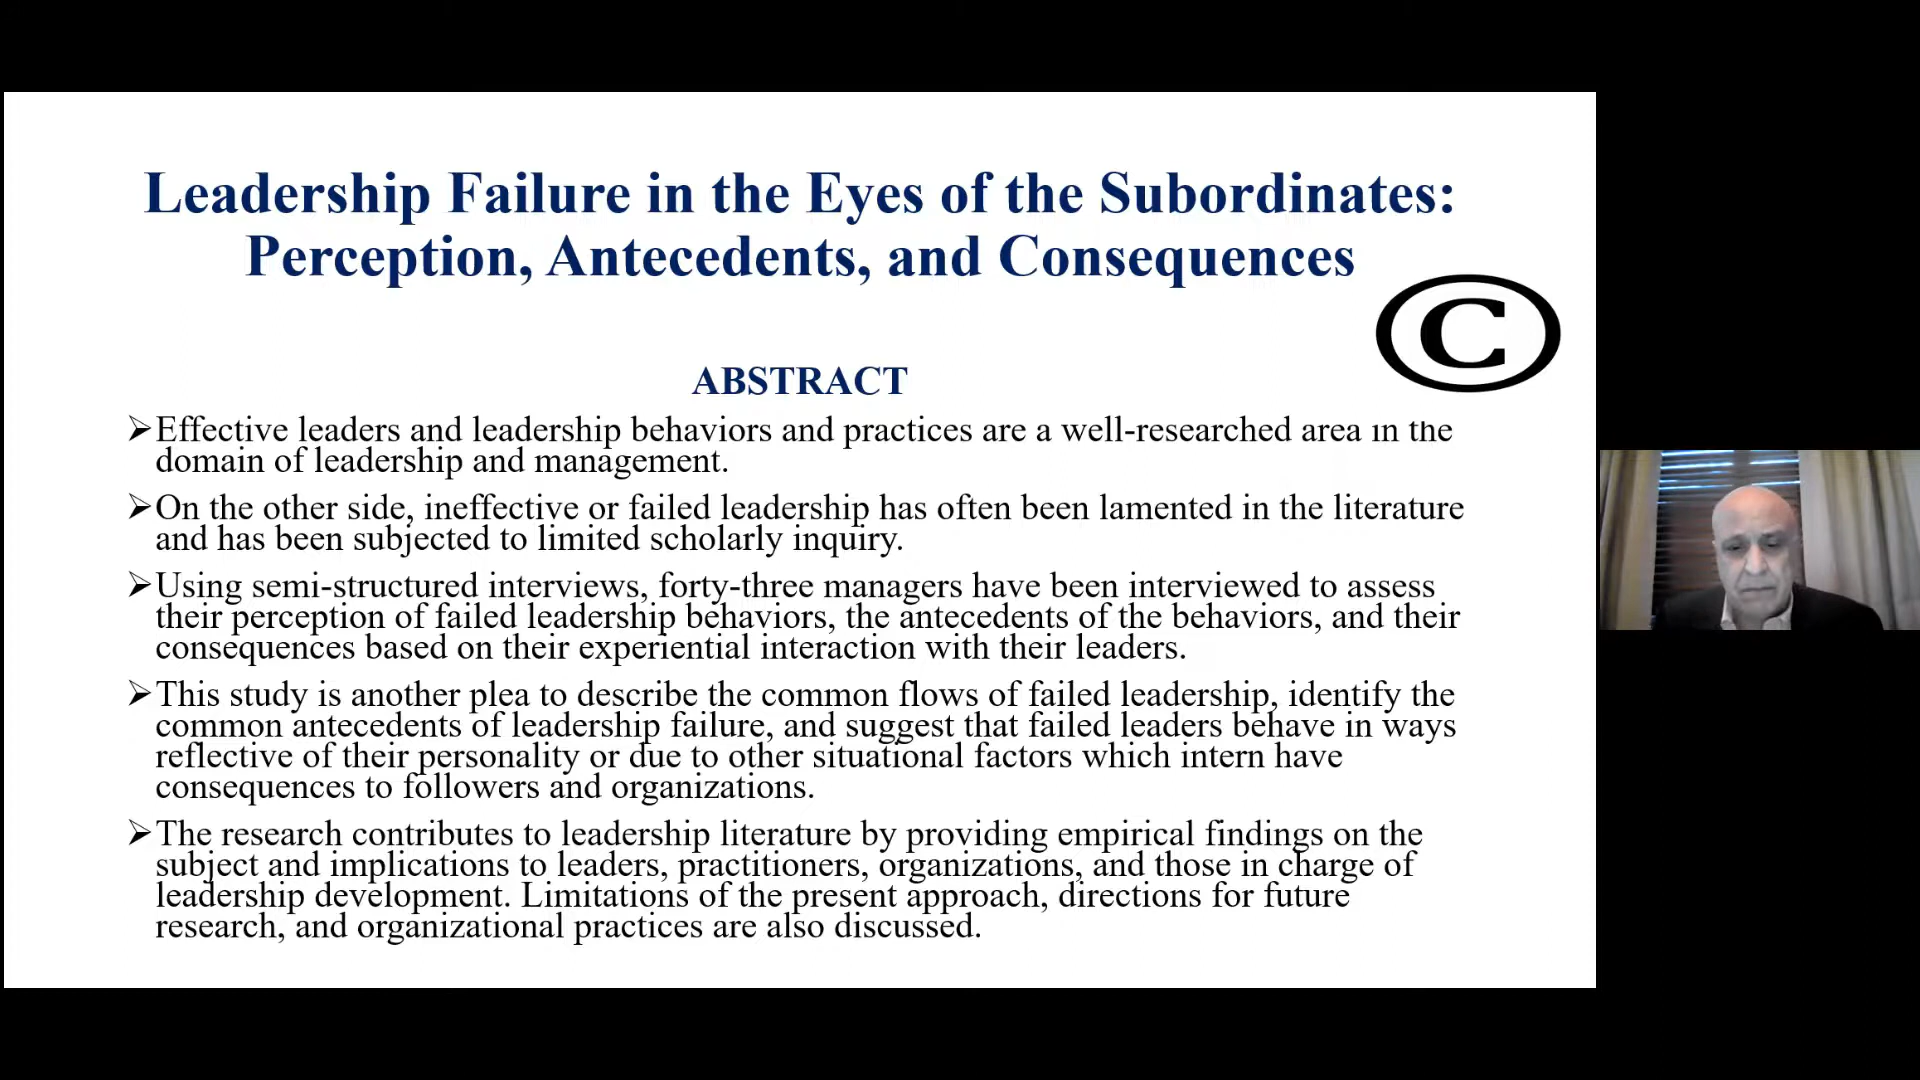 Leadership Failure in the Eyes of the Subordinates:
Perception, Antecedents, and Consequences
©
ABSTRACT
➢Effective leaders and leadership behaviors and practices are a well-researched area in the
domain of leadership and management.
➢On the other side, ineffective or failed leadership has often been lamented in the literature
and has been subjected to limited scholarly inquiry.
➢Using semi-structured interviews, forty-three managers have been interviewed to assess
their perception of failed leadership behaviors, the antecedents of the behaviors, and their
consequences based on their experiential interaction with their leaders.
➢This study is another plea to describe the common flows of failed leadership, identify the
common antecedents of leadership failure, and suggest that failed leaders behave in ways
reflective of their personality or due to other situational factors which intern have
consequences to followers and organizations.
➢The research contributes to leadership literature by providing empirical findings on the
subject and implications to leaders, practitioners, organizations, and those in charge of
leadership development. Limitations of the present approach, directions for future
research, and organizational practices are also discussed.